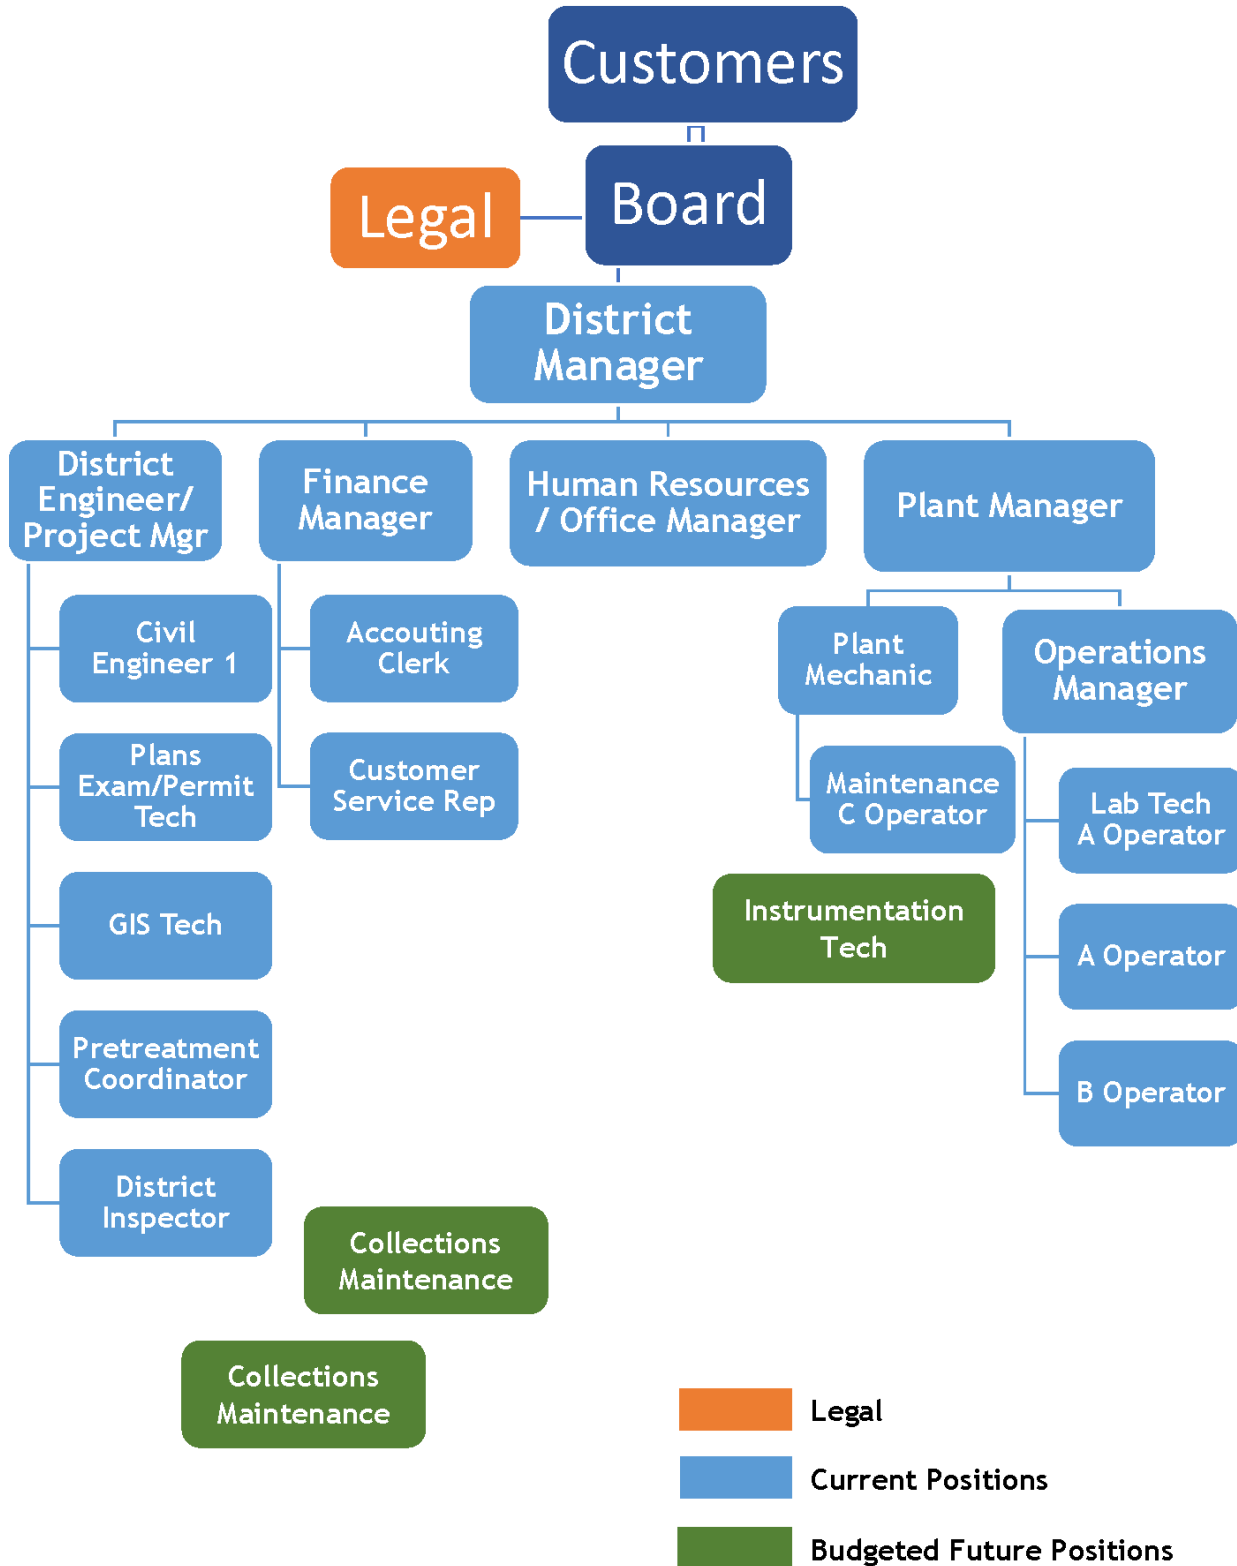 Customers
Legal
Board
District
Manager
District
Engineer/
Project Mgr
Finance
Manager
Human Resources
/ Office Manager
Plant Manager
Civil
Engineer 1
Accouting
Clerk
Plant
Mechanic
Operations
Manager
Plans
Exam/Permit
Tech
Customer
Service Rep
Maintenance
C Operator
Lab Tech
A Operator
GIS Tech
Instrumentation
Tech
A Operator
Pretreatment
Coordinator
B Operator
District
Inspector
Collections
Maintenance
Collections
Maintenance
Legal
Current Positions
Budgeted Future Positions